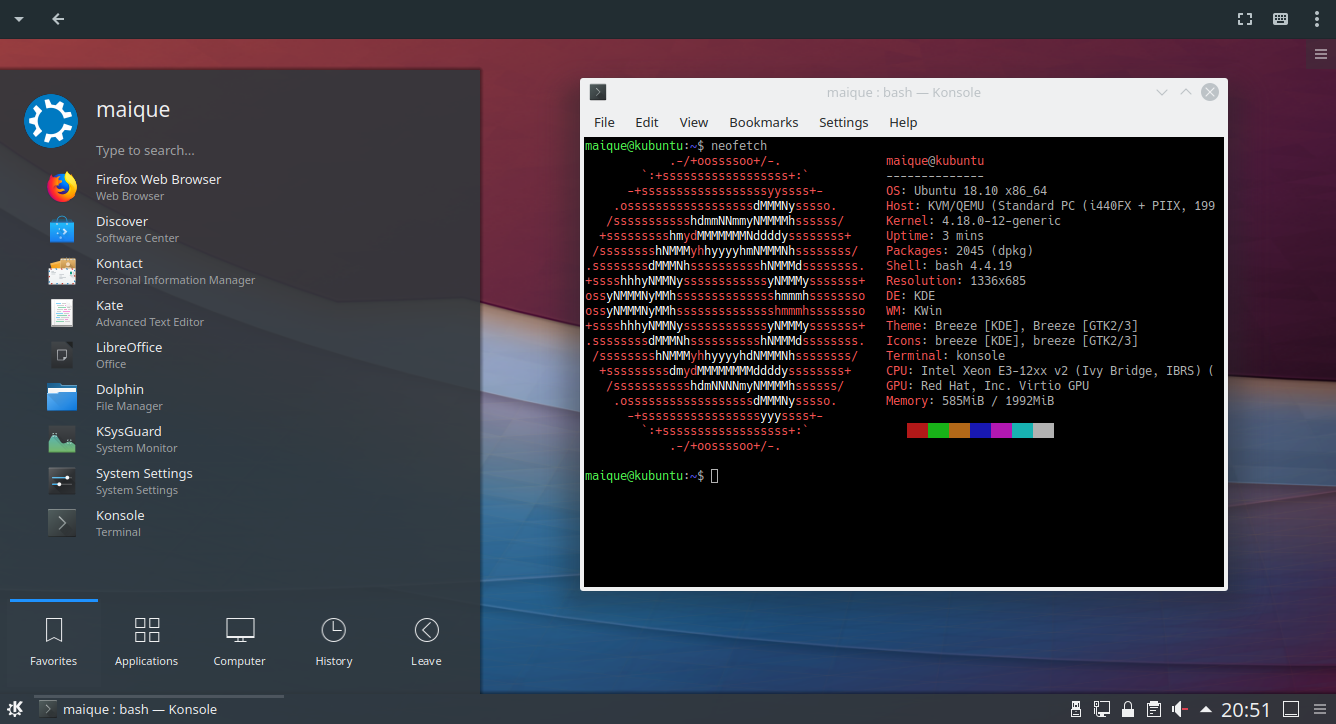 maique
Type to search...
Firefox Web Browser
Web Browser
Discover
Software Center
Kontact
Personal Information Manager
Kate
Advanced Text Editor
LibreOffice
Office
Dolphin
File Manager
KSysGuard
System Monitor
System Settings
System Settings
Konsole
Terminal
Favorites
Applications
Computer
History
Leave
maique : bash — Konsole
File Edit View Bookmarks Settings Help
maique@kubuntu:~$ neofetch
            .-/+oossssoo+/-.               maique@kubuntu
        `:+ssssssssssssssssss+:`           --------------
      -+ssssssssssssssssssyyssss+-         OS: Ubuntu 18.10 x86_64
    .ossssssssssssssssssdMMMNysssso.       Host: KVM/QEMU (Standard PC (i440FX + PIIX, 199
   /ssssssssssshdmmNNmmyNMMMMhssssss/      Kernel: 4.18.0-12-generic
  +ssssssssshmydMMMMMMMNddddyssssssss+     Uptime: 3 mins
 /sssssssshNMMMyhhyyyyhmNMMMNhssssssss/    Packages: 2045 (dpkg)
.ssssssssdMMMNhsssssssssshNMMMdssssssss.   Shell: bash 4.4.19
+sssshhhyNMMNyssssssssssssyNMMMysssssss+   Resolution: 1336x685
ossyNMMMNyMMhsssssssssssssshmmmhssssssso   DE: KDE
ossyNMMMNyMMhsssssssssssssshmmmhssssssso   WM: KWin
+sssshhhyNMMNyssssssssssssyNMMMysssssss+   Theme: Breeze [KDE], Breeze [GTK2/3]
.ssssssssdMMMNhsssssssssshNMMMdssssssss.   Icons: breeze [KDE], breeze [GTK2/3]
 /sssssssshNMMMyhhyyyyhdNMMMNhssssssss/    Terminal: konsole
  +sssssssssdmydMMMMMMMMddddyssssssss+     CPU: Intel Xeon E3-12xx v2 (Ivy Bridge, IBRS) (
   /ssssssssssshdmNNNNmyNMMMMhssssss/      GPU: Red Hat, Inc. Virtio GPU
    .ossssssssssssssssssdMMMNysssso.       Memory: 585MiB / 1992MiB
      -+sssssssssssssssssyyyssss+-
        `:+ssssssssssssssssss+:`
            .-/+oossssoo+/-.
maique@kubuntu:~$
maique : bash — Konsole
20:51